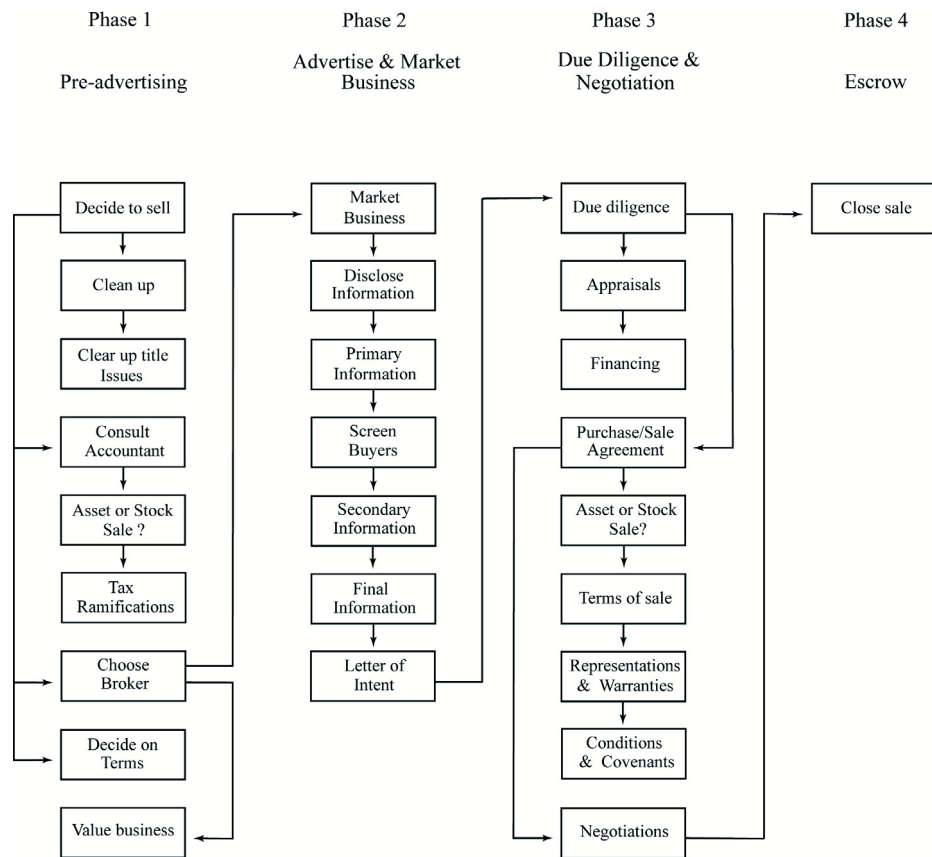 Phase 1
Pre-advertising
Decide to sell
Clean up
Clear up title
Issues
Consult
Accountant
Asset or Stock
Sale ?
Tax
Ramifications
Choose
Broker
Decide on
Terms
Value business
Phase 2
Advertise & Market
Business
Market
Business
Disclose
Information
Primary
Information
Screen
Buyers
Secondary
Information
Final
Information
Letter of
Intent
Phase 3
Due Diligence &
Negotiation
Due diligence
Appraisals
Financing
Purchase/Sale
Agreement
Asset or Stock
Sale?
Terms of sale
Representations
& Warranties
Conditions
& Covenants
Negotiations
Phase 4
Escrow
Close sale